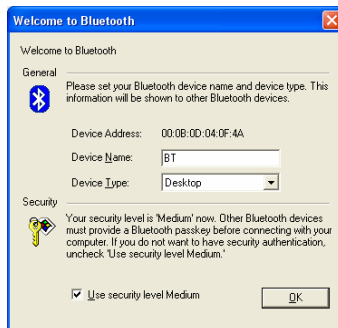 Welcome to Bluetooth
Welcome to Bluetooth
General
Please set your Bluetooth device name and device type. This
information will be shown to other Bluetooth devices.
Device Address: 00:0B:0D:04:0F:4A
Device Name: BT
Device Type: Desktop
Security
Your security level is 'Medium' now. Other Bluetooth devices
must provide a Bluetooth passkey before connecting with your
computer. If you do not want to have security authentication,
uncheck 'Use security level Medium.'
Use security level Medium
OK